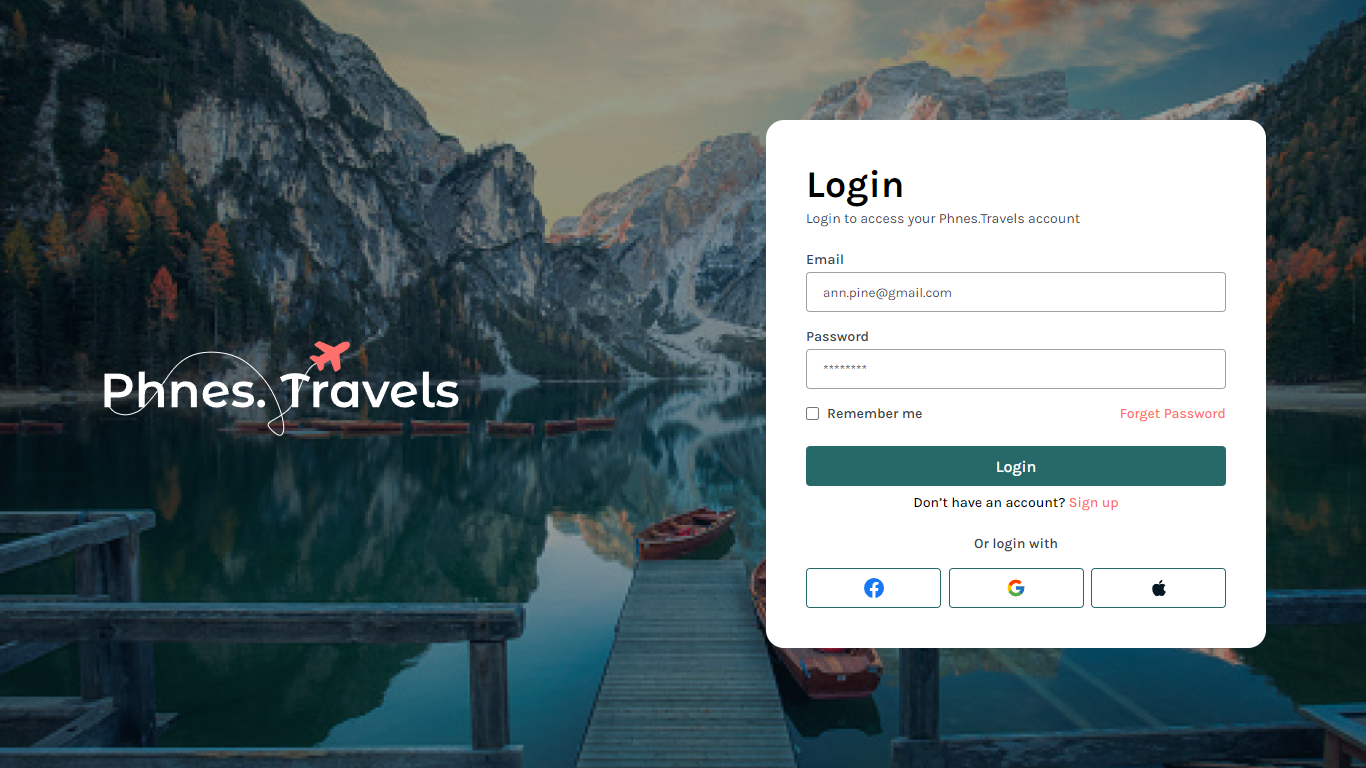 Phnes. Travels
Login
Login to access your Phnes.Travels account
Email
ann.pine@gmail.com
Password
********
Remember me
Forget Password
Login
Don't have an account? Sign up
Or login with